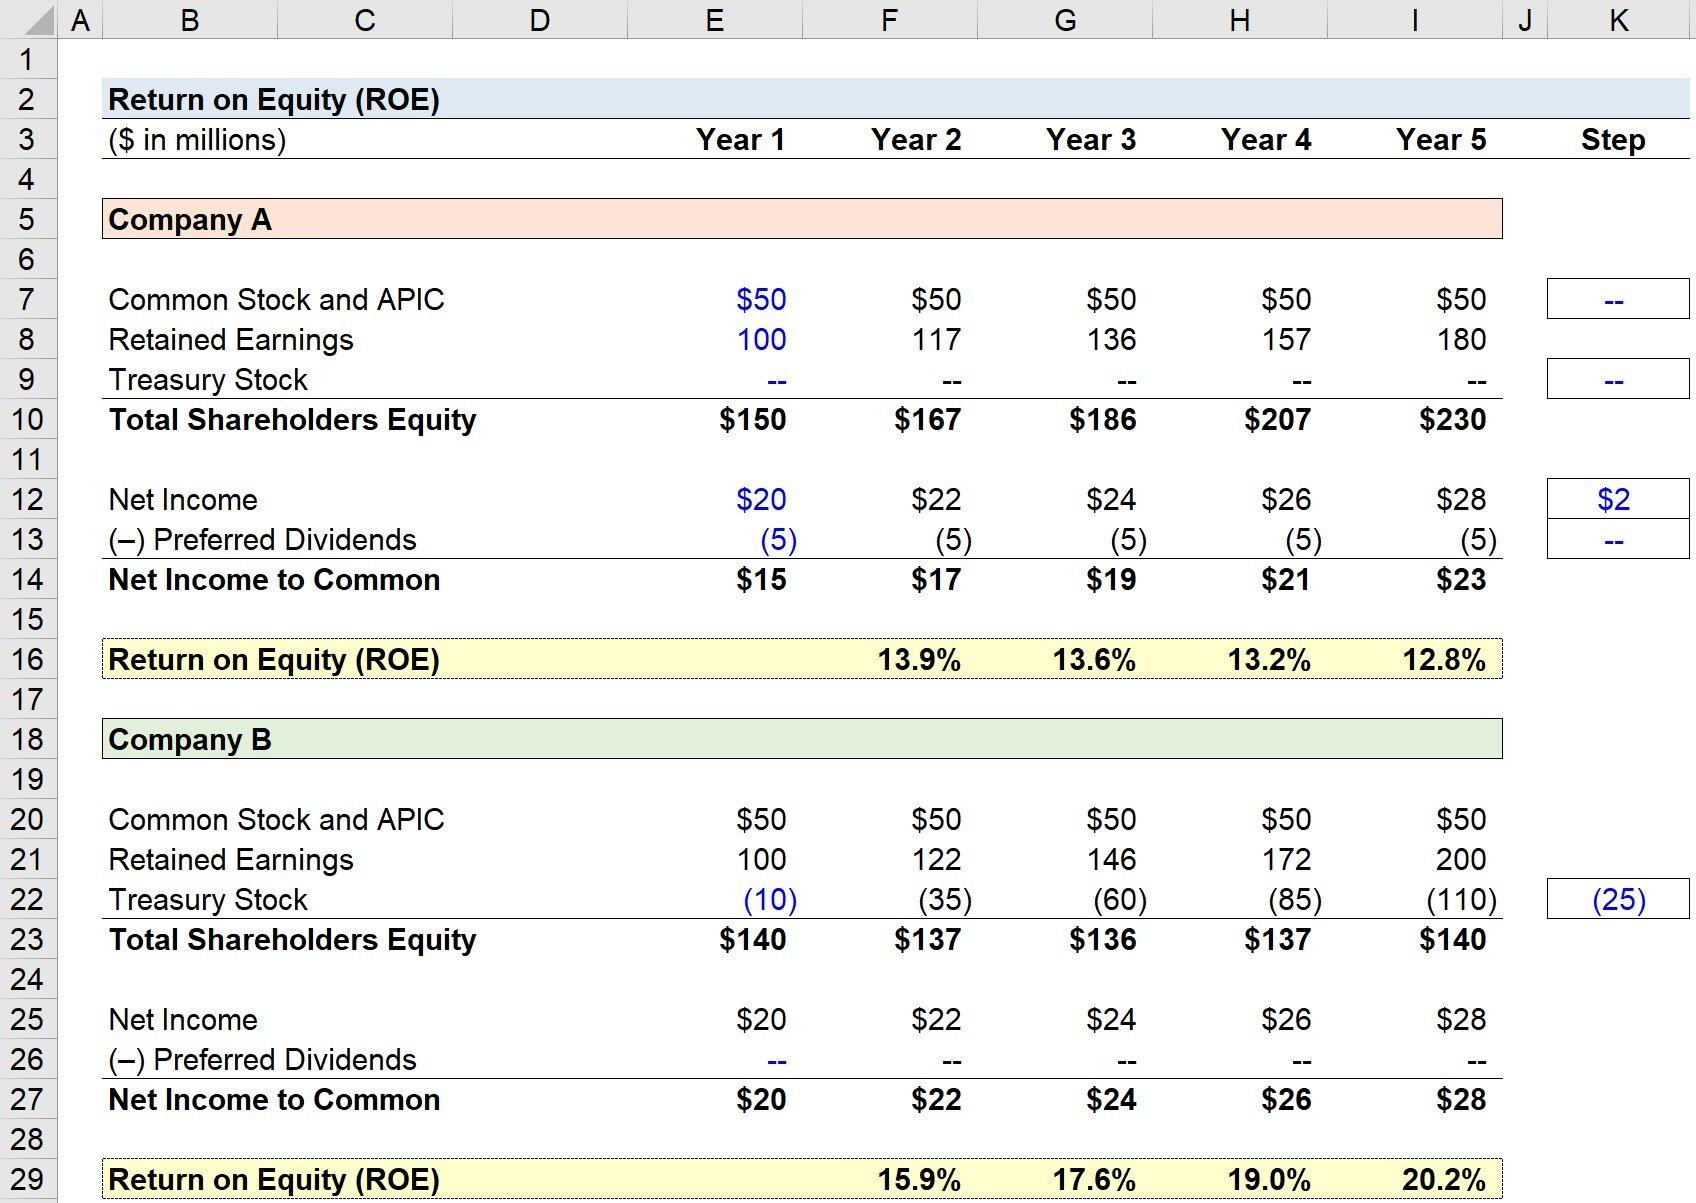 A B C D E F G H I J K
1
2 Return on Equity (ROE)
3 ($ in millions) Year 1 Year 2 Year 3 Year 4 Year 5 Step
4
5 Company A
6
7 Common Stock and APIC $50 $50 $50 $50 $50 --
8 Retained Earnings 100 117 136 157 180
9 Treasury Stock -- -- -- -- -- --
10 Total Shareholders Equity $150 $167 $186 $207 $230
11
12 Net Income $20 $22 $24 $26 $28 $2
13 (–) Preferred Dividends (5) (5) (5) (5) (5) --
14 Net Income to Common $15 $17 $19 $21 $23
15
16 Return on Equity (ROE) 13.9% 13.6% 13.2% 12.8%
17
18 Company B
19
20 Common Stock and APIC $50 $50 $50 $50 $50
21 Retained Earnings 100 122 146 172 200
22 Treasury Stock (10) (35) (60) (85) (110) (25)
23 Total Shareholders Equity $140 $137 $136 $137 $140
24
25 Net Income $20 $22 $24 $26 $28
26 (–) Preferred Dividends -- -- -- -- --
27 Net Income to Common $20 $22 $24 $26 $28
28
29 Return on Equity (ROE) 15.9% 17.6% 19.0% 20.2%